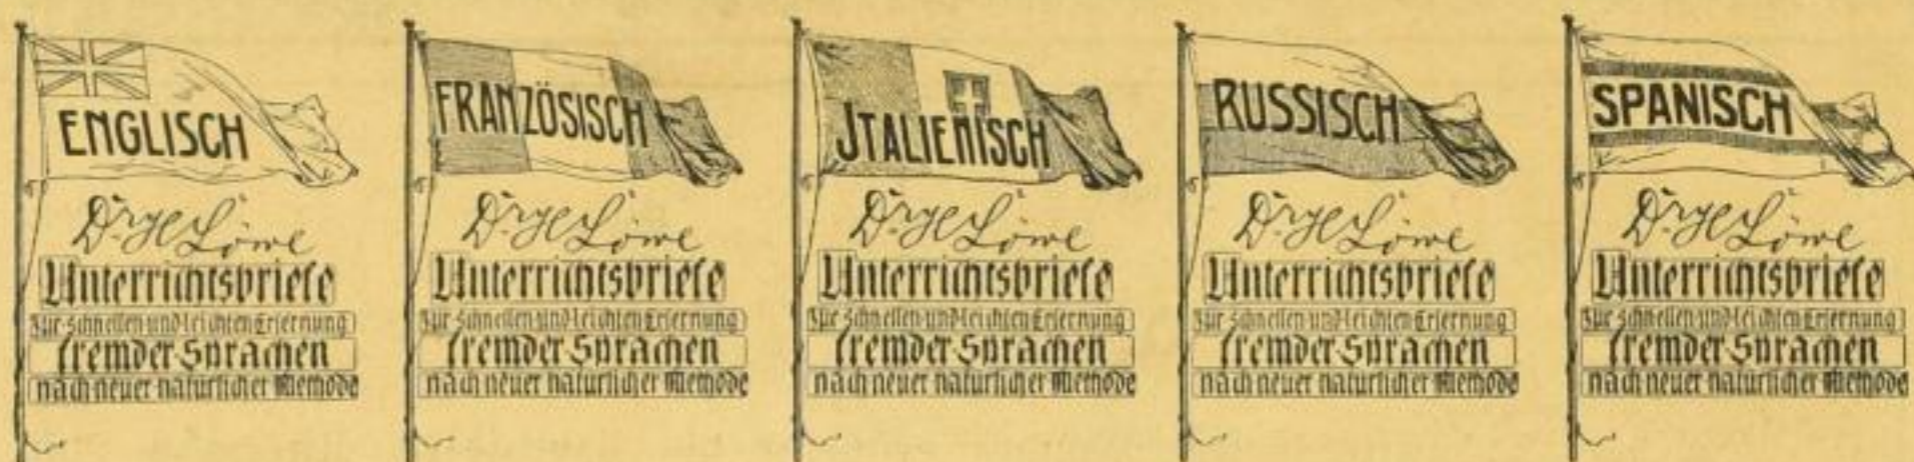 ENGLISCH
Dr. H. Löwe
Unterrichtsbriefe
Zur schnellen und leichten Erlernung
fremder Sprachen
nach neuer natürlicher Methode
FRANZÖSISCH
Dr. H. Löwe
Unterrichtsbriefe
Zur schnellen und leichten Erlernung
fremder Sprachen
nach neuer natürlicher Methode
JTALIENISCH
Dr. H. Löwe
Unterrichtsbriefe
Zur schnellen und leichten Erlernung
fremder Sprachen
nach neuer natürlicher Methode
RUSSISCH
Dr. H. Löwe
Unterrichtsbriefe
Zur schnellen und leichten Erlernung
fremder Sprachen
nach neuer natürlicher Methode
SPANISCH
Dr. H. Löwe
Unterrichtsbriefe
Zur schnellen und leichten Erlernung
fremder Sprachen
nach neuer natürlicher Methode